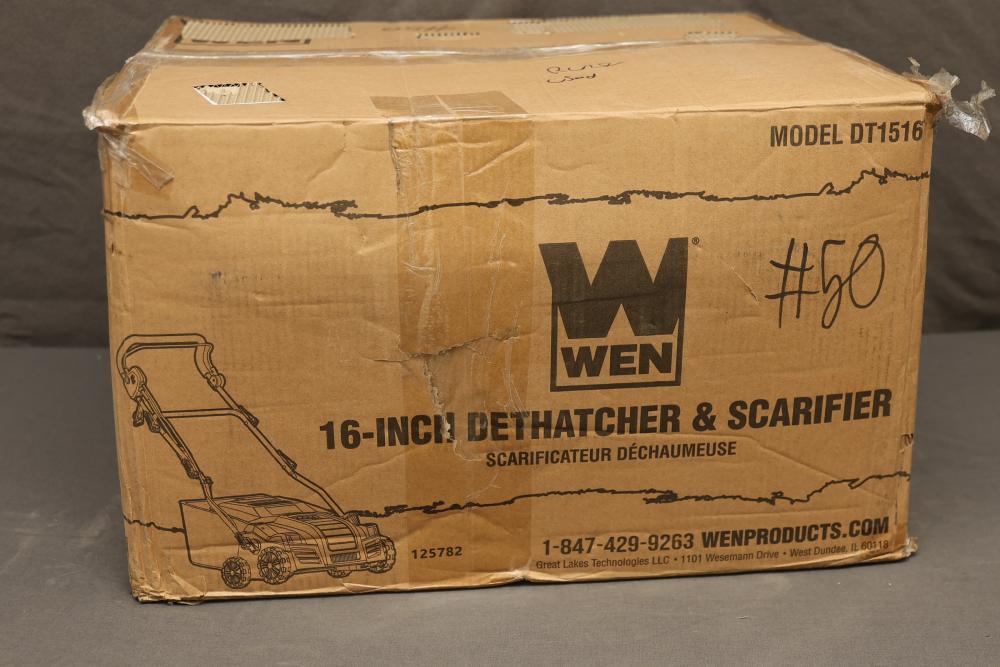 used
MODEL DT1516
#50
WEN®
16-INCH DETHATCHER & SCARIFIER
SCARIFICATEUR DÉCHAUMEUSE
125782
1-847-429-9263 WENPRODUCTS.COM
Great Lakes Technologies LLC • 1101 Wesemann Drive • West Dundee, IL 60118